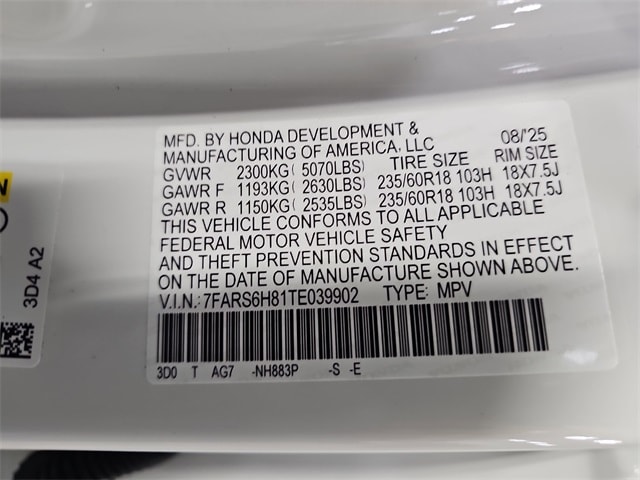 MFD. BY HONDA DEVELOPMENT &
MANUFACTURING OF AMERICA, LLC 08/'25
GVWR 2300KG( 5070LBS) TIRE SIZE RIM SIZE
GAWR F 1193KG( 2630LBS) 235/60R18 103H 18X7.5J
GAWR R 1150KG( 2535LBS) 235/60R18 103H 18X7.5J
THIS VEHICLE CONFORMS TO ALL APPLICABLE
FEDERAL MOTOR VEHICLE SAFETY
AND THEFT PREVENTION STANDARDS IN EFFECT
ON THE DATE OF MANUFACTURE SHOWN ABOVE.
V.I.N.:7FARS6H81TE039902 TYPE: MPV
3D0 T AG7 -NH883P -S -E
3D4 A2